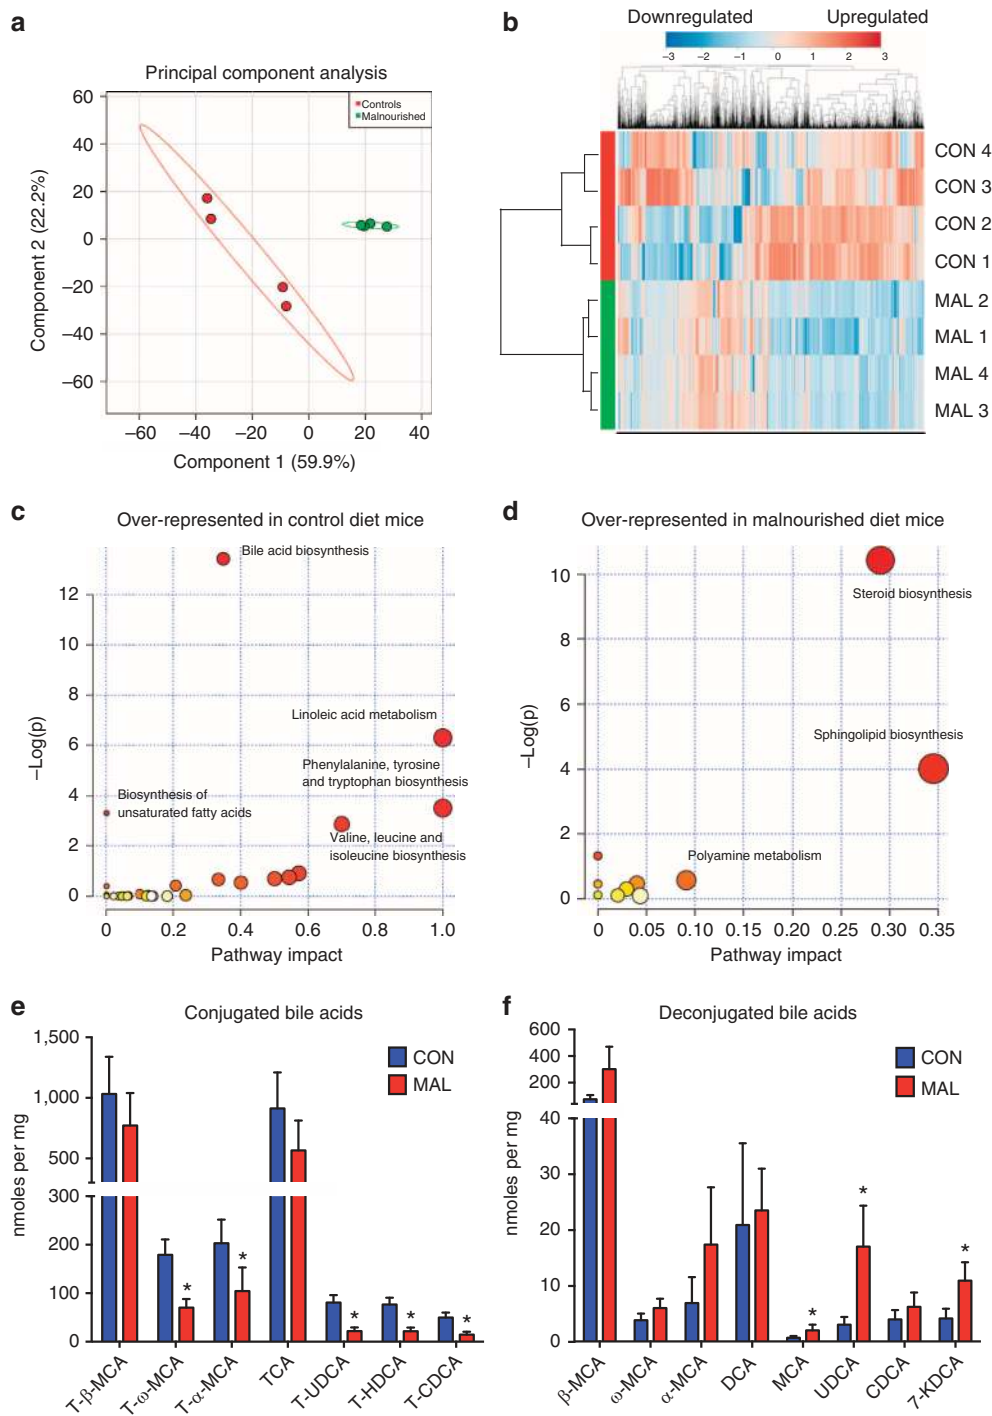 a
Principal component analysis
Controls
Malnourished
60
40
20
0
–20
–40
–60
Component 2 (22.2%)
–60 –40 –20 0 20 40
Component 1 (59.9%)
b
Downregulated Upregulated
–3 –2 –1 0 1 2 3
CON 4
CON 3
CON 2
CON 1
MAL 2
MAL 1
MAL 4
MAL 3
c
Over-represented in control diet mice
Bile acid biosynthesis
Linoleic acid metabolism
Phenylalanine, tyrosine
and tryptophan biosynthesis
Biosynthesis of
unsaturated fatty acids
Valine, leucine and
isoleucine biosynthesis
12
10
8
6
4
2
0
–Log(p)
0 0.2 0.4 0.6 0.8 1.0
Pathway impact
d
Over-represented in malnourished diet mice
Steroid biosynthesis
Sphingolipid biosynthesis
Polyamine metabolism
10
8
6
4
2
0
–Log(p)
0 0.05 0.10 0.15 0.20 0.25 0.30 0.35
Pathway impact
e
Conjugated bile acids
CON
MAL
1,500
1,000
500
300
200
100
0
nmoles per mg
* * * * *
T-β-MCA T-ω-MCA T-α-MCA TCA T-UDCA T-HDCA T-CDCA
f
Deconjugated bile acids
CON
MAL
600
400
200
40
30
20
10
0
nmoles per mg
* * *
β-MCA ω-MCA α-MCA DCA MCA UDCA CDCA 7-KDCA